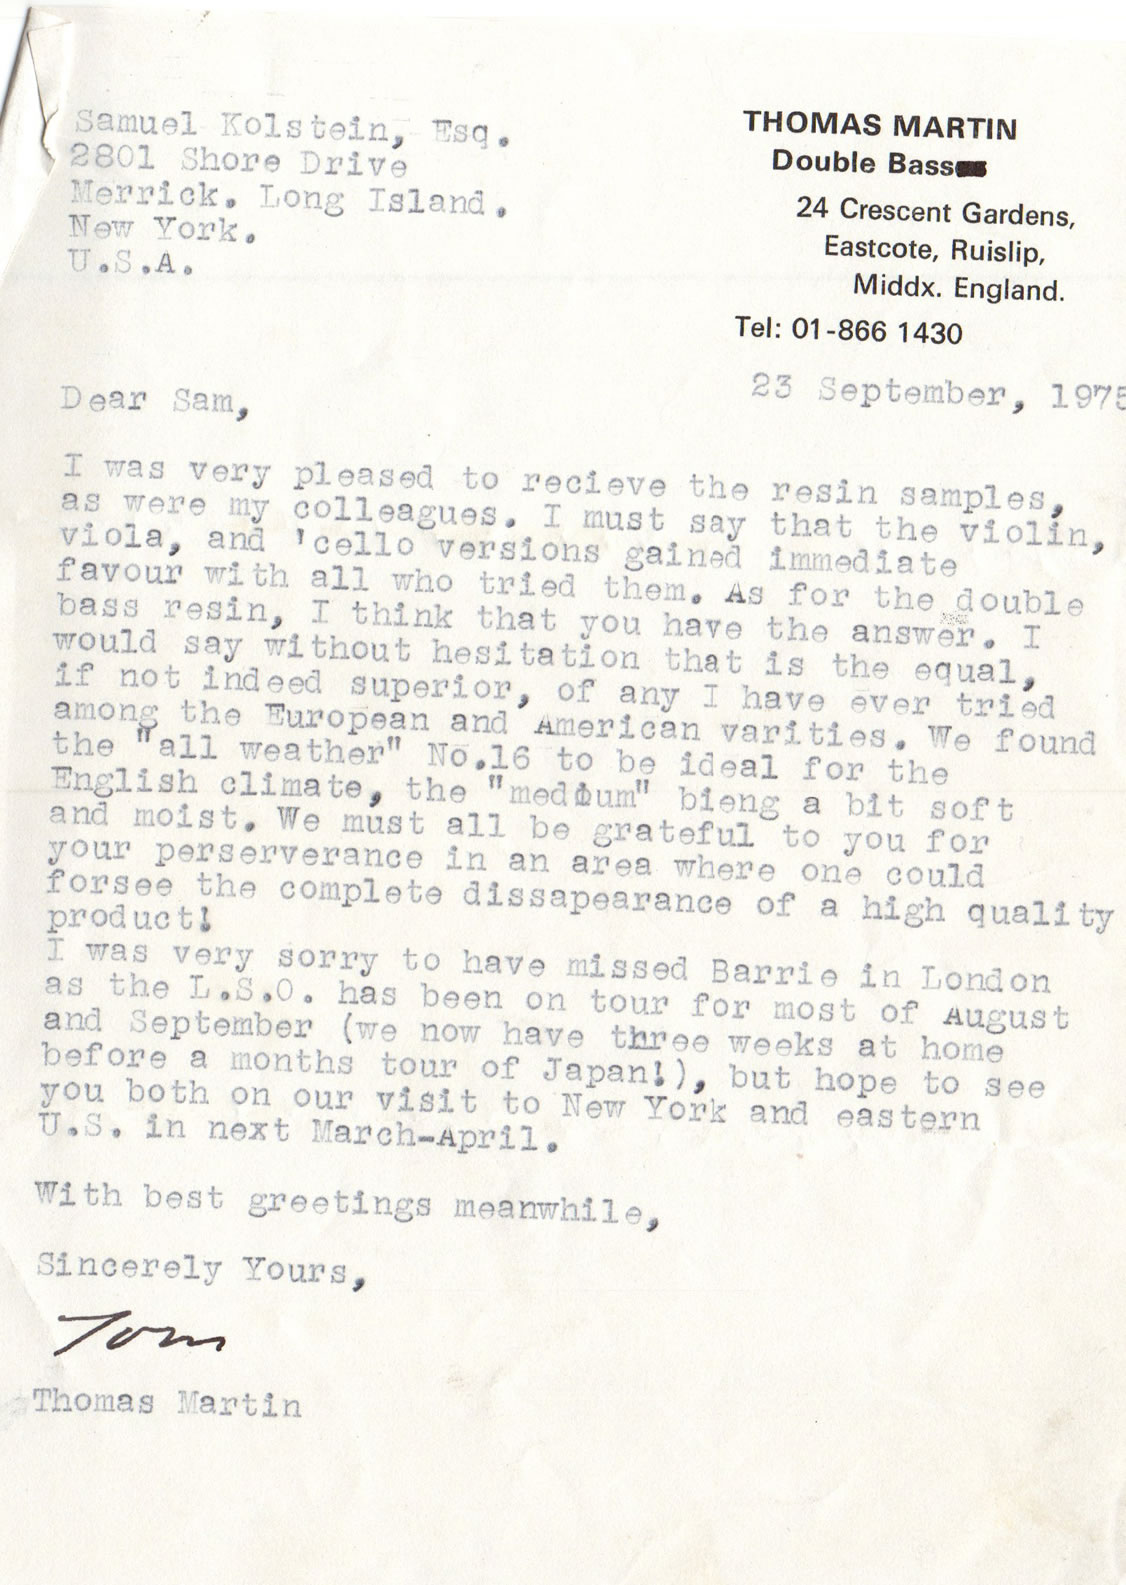 Samuel Kolstein, Esq.
2801 Shore Drive
Merrick. Long Island.
New York.
U.S.A.
THOMAS MARTIN
Double Bass
24 Crescent Gardens,
Eastcote, Ruislip,
Middx. England.
Tel: 01-866 1430
23 September, 1975
Dear Sam,
I was very pleased to recieve the resin samples,
as were my colleagues. I must say that the violin,
viola, and 'cello versions gained immediate
favour with all who tried them. As for the double
bass resin, I think that you have the answer. I
would say without hesitation that is the equal,
if not indeed superior, of any I have ever tried
among the European and American varities. We found
the "all weather" No.16 to be ideal for the
English climate, the "medium" bieng a bit soft
and moist. We must all be grateful to you for
your perserverance in an area where one could
forsee the complete dissapearance of a high quality
product!
I was very sorry to have missed Barrie in London
as the L.S.O. has been on tour for most of August
and September (we now have three weeks at home
before a months tour of Japan!), but hope to see
you both on our visit to New York and eastern
U.S. in next March-April.
With best greetings meanwhile,
Sincerely Yours,
Tom
Thomas Martin